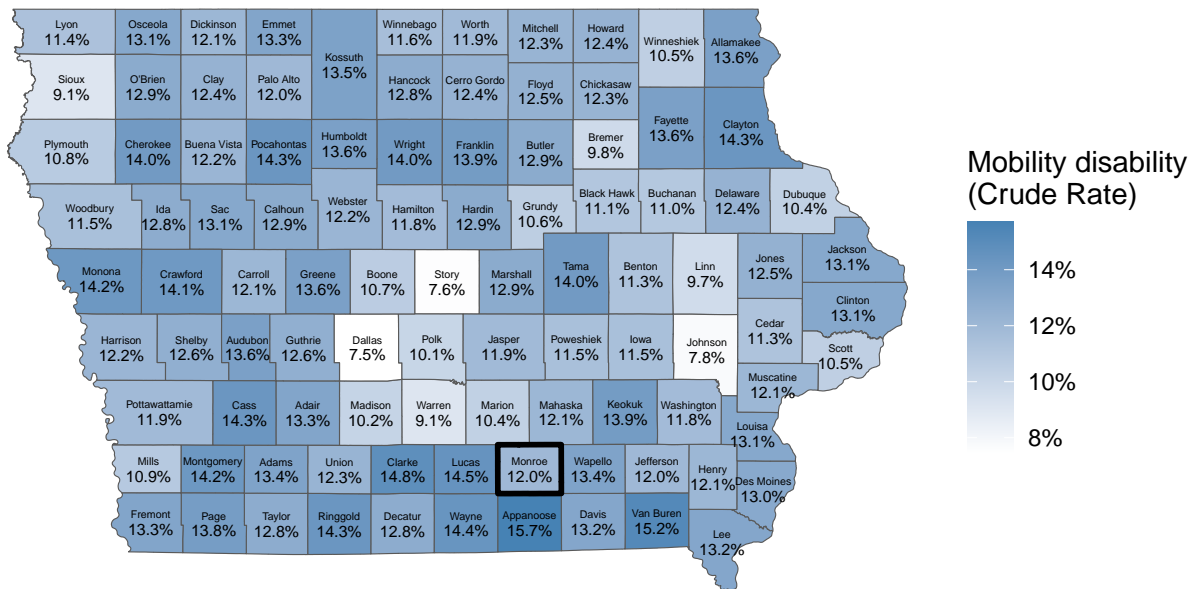 Lyon
11.4%
Osceola
13.1%
Dickinson
12.1%
Emmet
13.3%
Kossuth
13.5%
Winnebago
11.6%
Worth
11.9%
Mitchell
12.3%
Howard
12.4%
Winneshiek
10.5%
Allamakee
13.6%
Sioux
9.1%
O'Brien
12.9%
Clay
12.4%
Palo Alto
12.0%
Hancock
12.8%
Cerro Gordo
12.4%
Floyd
12.5%
Chickasaw
12.3%
Plymouth
10.8%
Cherokee
14.0%
Buena Vista
12.2%
Pocahontas
14.3%
Humboldt
13.6%
Wright
14.0%
Franklin
13.9%
Butler
12.9%
Bremer
9.8%
Fayette
13.6%
Clayton
14.3%
Woodbury
11.5%
Ida
12.8%
Sac
13.1%
Calhoun
12.9%
Webster
12.2%
Hamilton
11.8%
Hardin
12.9%
Grundy
10.6%
Black Hawk
11.1%
Buchanan
11.0%
Delaware
12.4%
Dubuque
10.4%
Monona
14.2%
Crawford
14.1%
Carroll
12.1%
Greene
13.6%
Boone
10.7%
Story
7.6%
Marshall
12.9%
Tama
14.0%
Benton
11.3%
Linn
9.7%
Jones
12.5%
Jackson
13.1%
Clinton
13.1%
Harrison
12.2%
Shelby
12.6%
Audubon
13.6%
Guthrie
12.6%
Dallas
7.5%
Polk
10.1%
Jasper
11.9%
Poweshiek
11.5%
Iowa
11.5%
Johnson
7.8%
Cedar
11.3%
Scott
10.5%
Muscatine
12.1%
Pottawattamie
11.9%
Cass
14.3%
Adair
13.3%
Madison
10.2%
Warren
9.1%
Marion
10.4%
Mahaska
12.1%
Keokuk
13.9%
Washington
11.8%
Louisa
13.1%
Mills
10.9%
Montgomery
14.2%
Adams
13.4%
Union
12.3%
Clarke
14.8%
Lucas
14.5%
Monroe
12.0%
Wapello
13.4%
Jefferson
12.0%
Henry
12.1%
Des Moines
13.0%
Fremont
13.3%
Page
13.8%
Taylor
12.8%
Ringgold
14.3%
Decatur
12.8%
Wayne
14.4%
Appanoose
15.7%
Davis
13.2%
Van Buren
15.2%
Lee
13.2%
Mobility disability
(Crude Rate)
14%
12%
10%
8%